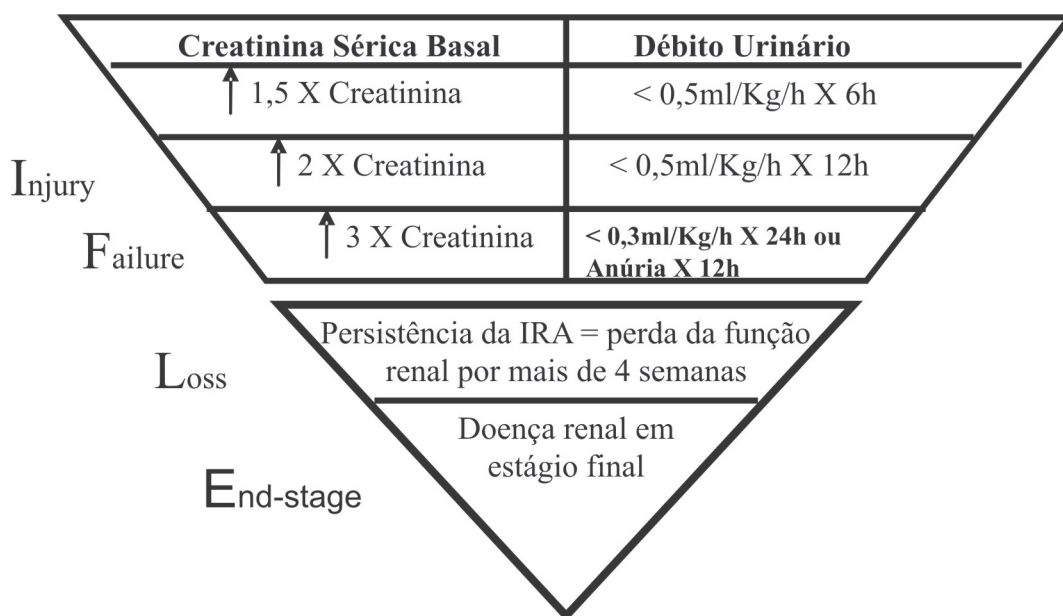 Creatinina Sérica Basal
Débito Urinário
1,5 X Creatinina
< 0,5ml/Kg/h X 6h
2 X Creatinina
< 0,5ml/Kg/h X 12h
Injury
3 X Creatinina
< 0,3ml/Kg/h X 24h ou
Anúria X 12h
Failure
Persistência da IRA = perda da função
renal por mais de 4 semanas
Loss
Doença renal em
estágio final
End-stage